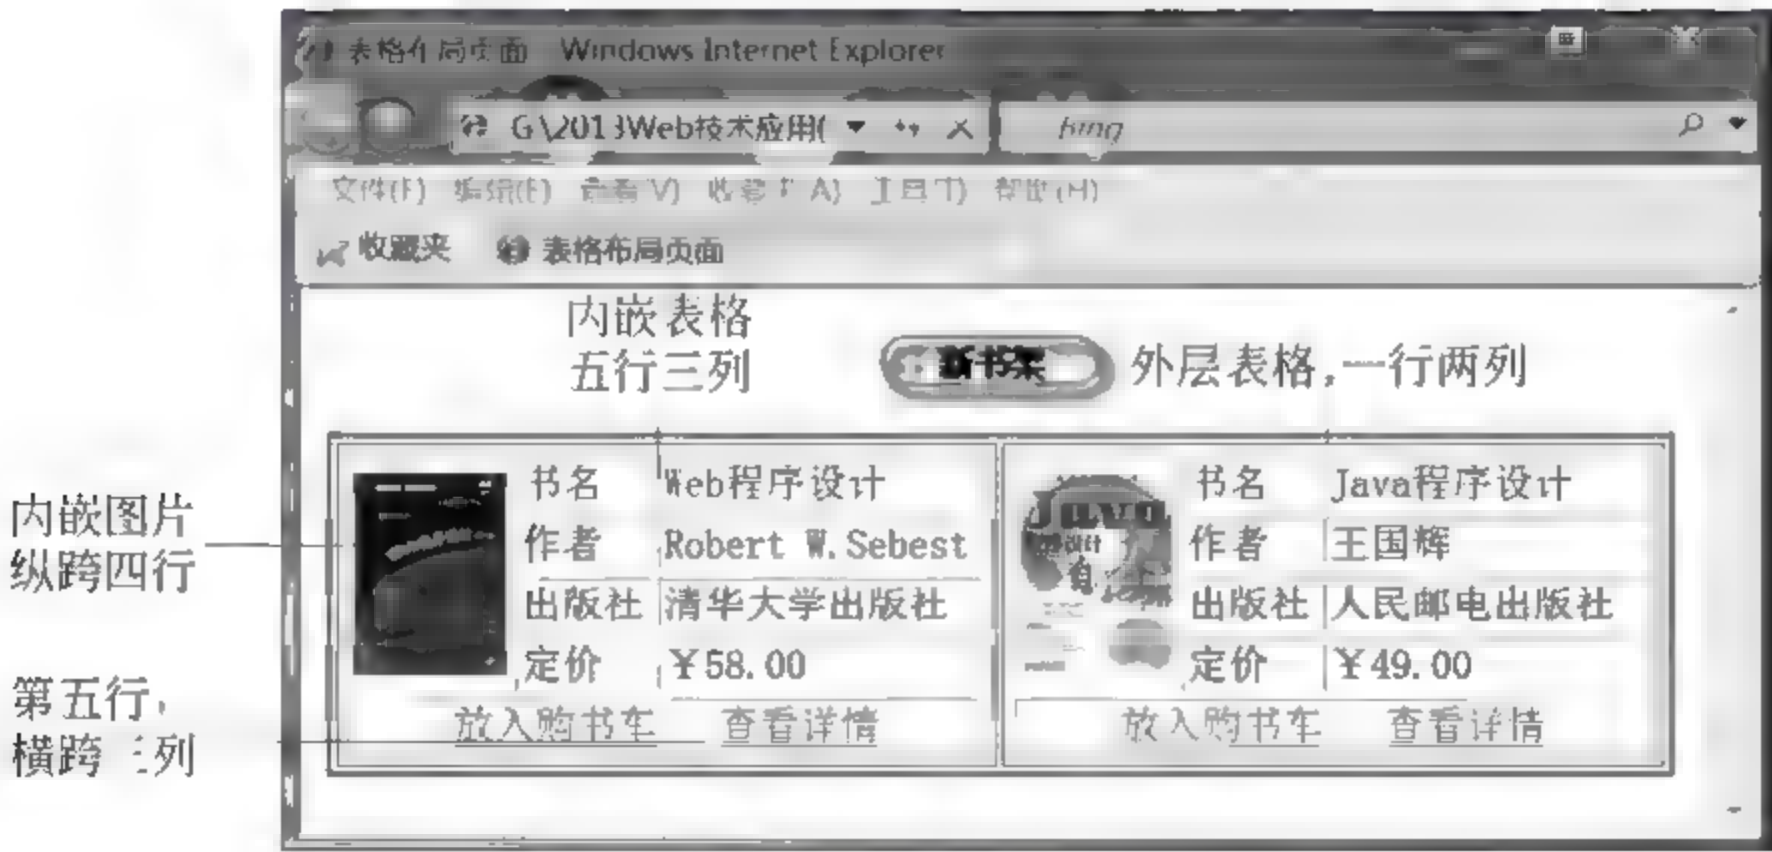 表格布局页面 Windows Internet Explorer
G:\2013Web技术应用(
Bing
文件(F) 编辑(E) 查看(V) 收藏夹(A) 工具(T) 帮助(H)
收藏夹 表格布局页面
内嵌表格
五行三列
新书架
外层表格,一行两列
书名 Web程序设计
作者 Robert W.Sebest
出版社 清华大学出版社
定价 ¥58.00
放入购书车 查看详情
书名 Java程序设计
作者 王国辉
出版社 人民邮电出版社
定价 ¥49.00
放入购书车 查看详情
内嵌图片
纵跨四行
第五行,
横跨三列